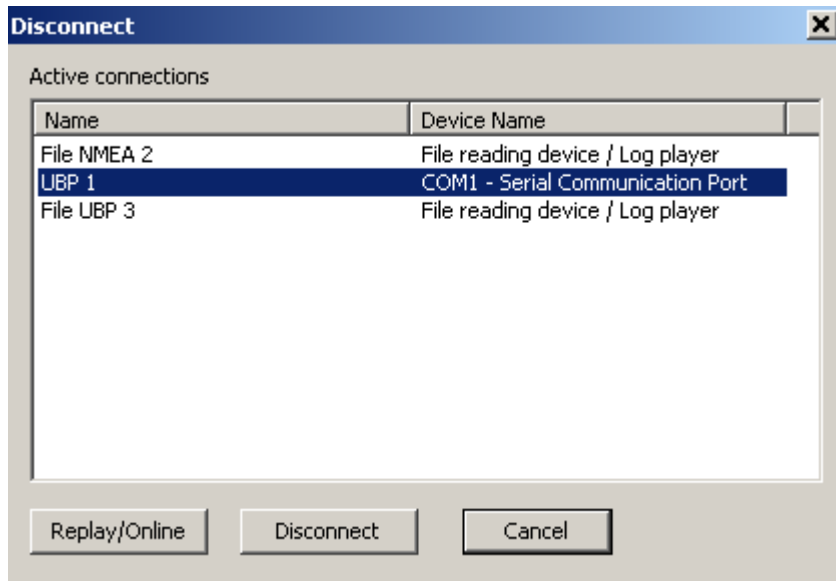 Disconnect
Active connections
Name Device Name
File NMEA 2 File reading device / Log player
UBP 1 COM1 - Serial Communication Port
File UBP 3 File reading device / Log player
Replay/Online Disconnect Cancel